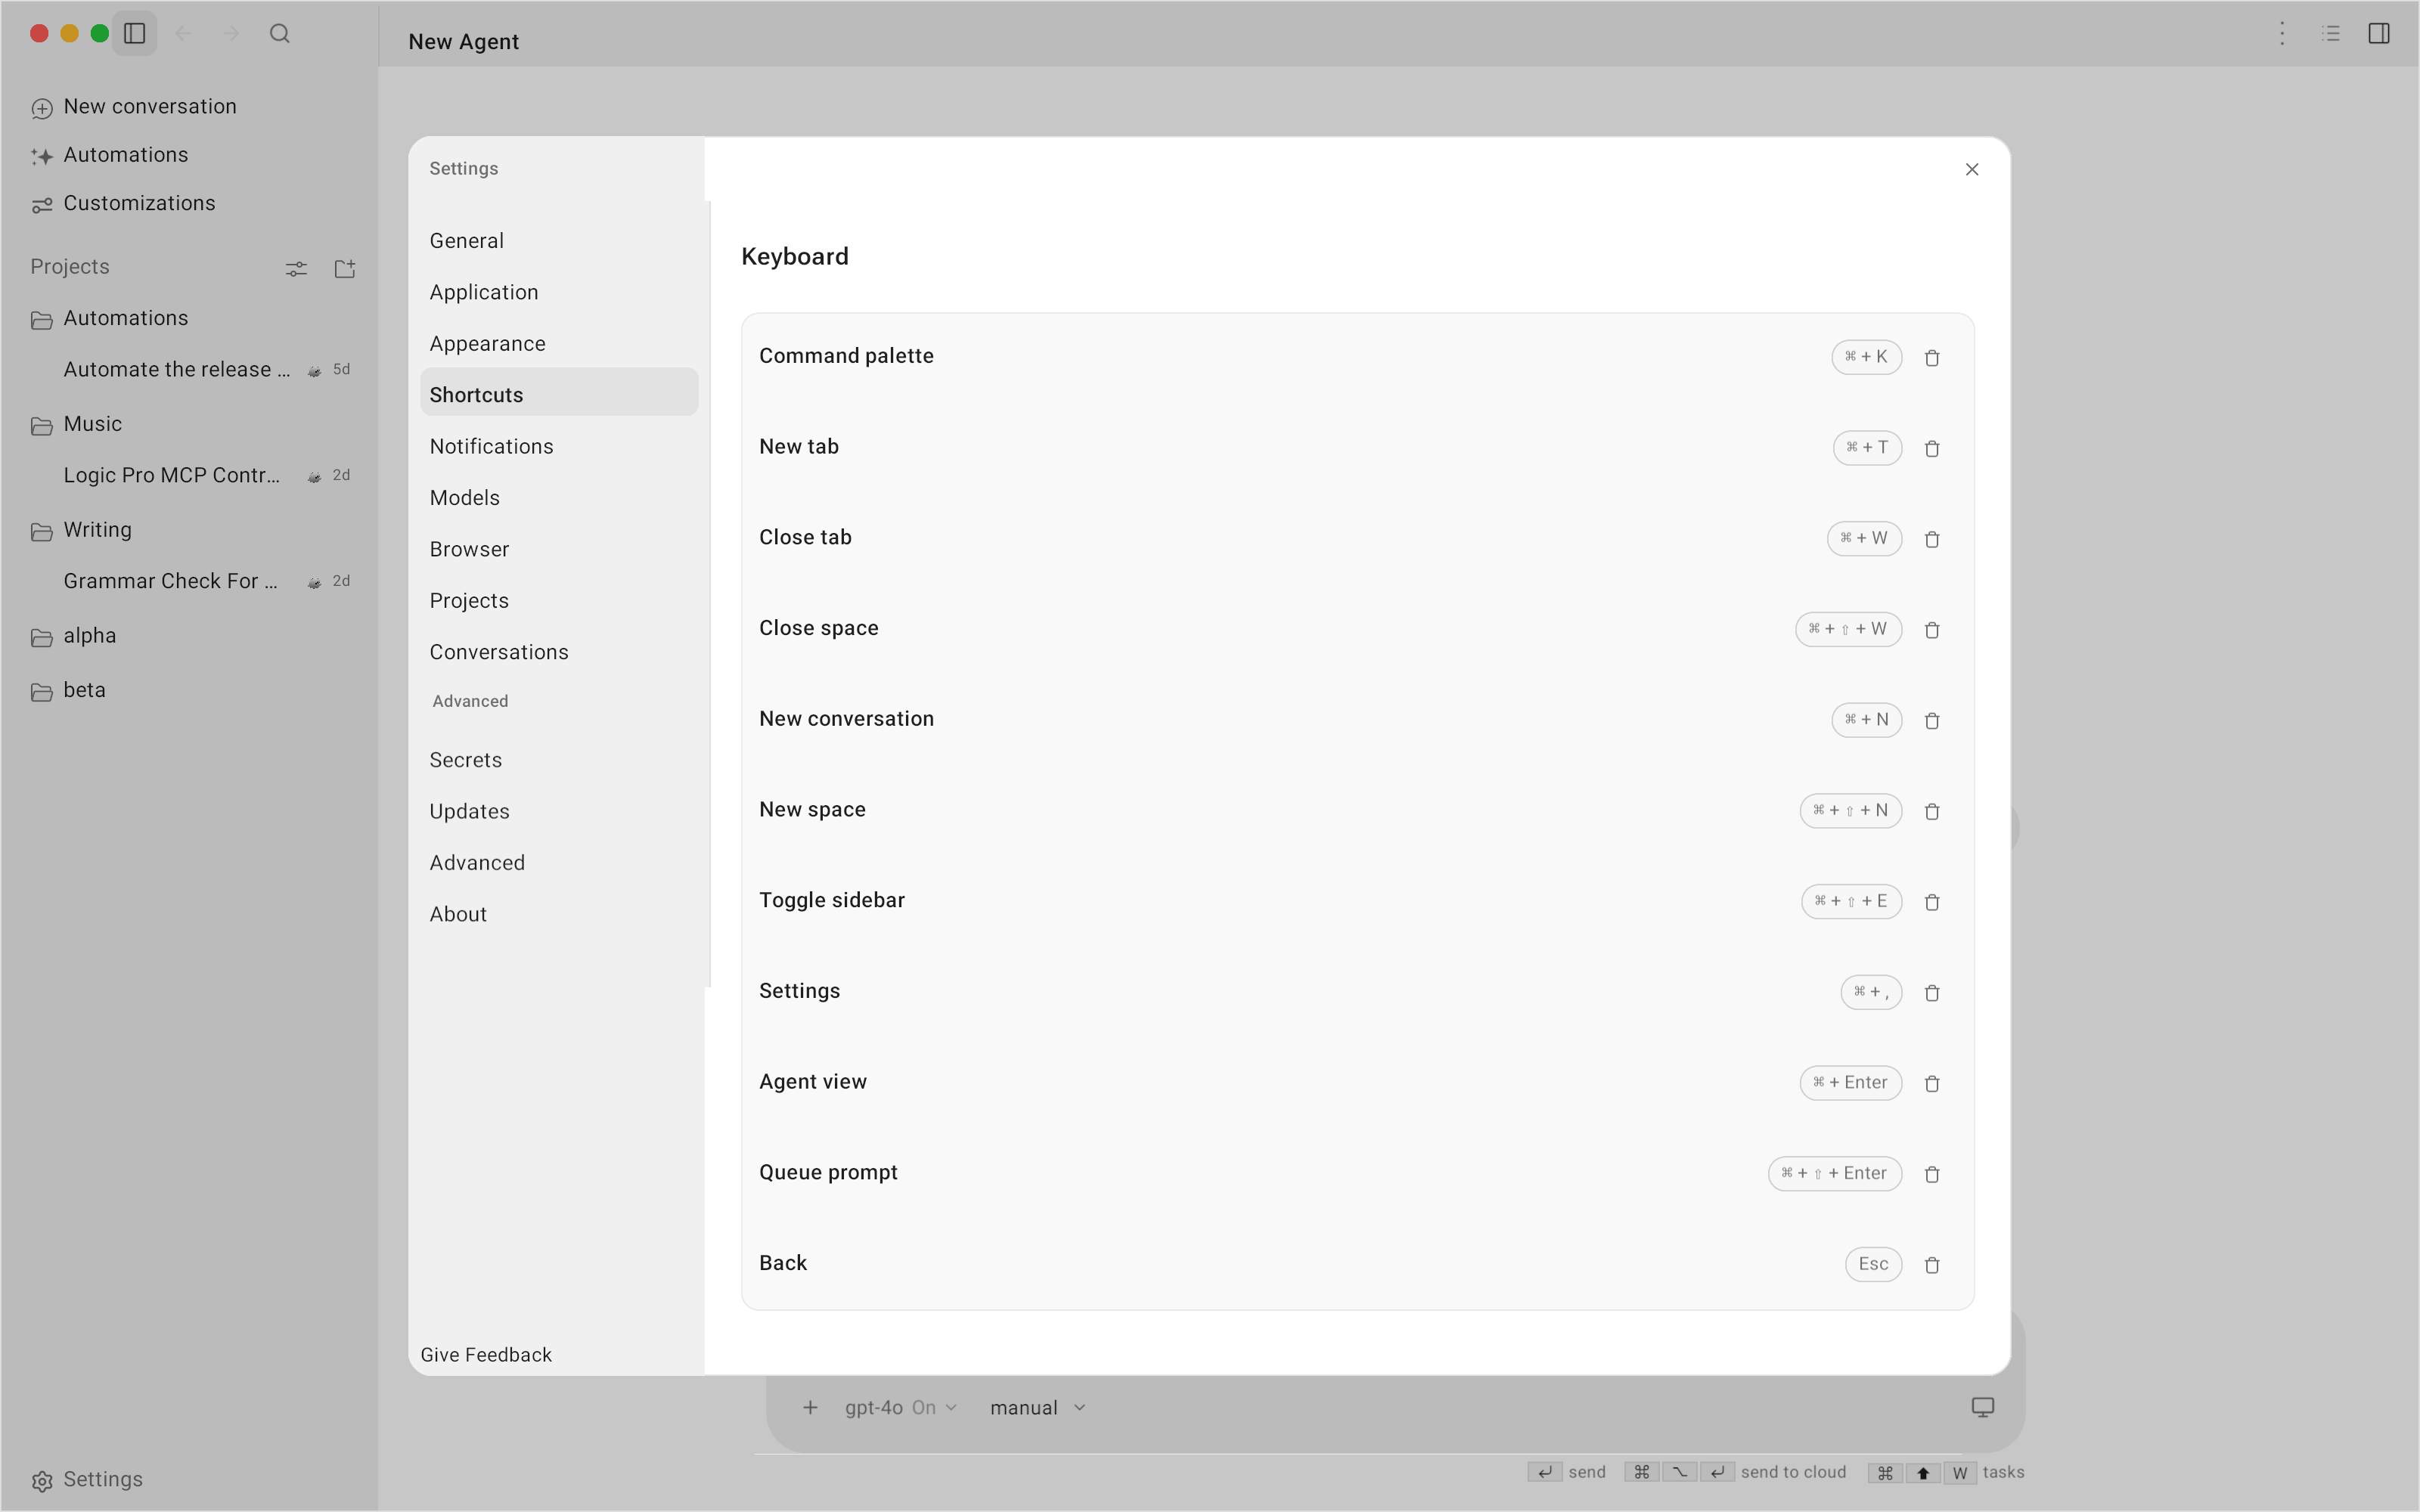 New Agent
New conversation
Automations
Customizations
Projects
Automations
Automate the release ... 5d
Music
Logic Pro MCP Contr... 2d
Writing
Grammar Check For ... 2d
alpha
beta
Settings
Settings
General
Application
Appearance
Shortcuts
Notifications
Models
Browser
Projects
Conversations
Advanced
Secrets
Updates
Advanced
About
Give Feedback
Keyboard
Command palette ⌘ + K
New tab ⌘ + T
Close tab ⌘ + W
Close space ⌘ + ⇧ + W
New conversation ⌘ + N
New space ⌘ + ⇧ + N
Toggle sidebar ⌘ + ⇧ + E
Settings ⌘ + ,
Agent view ⌘ + Enter
Queue prompt ⌘ + ⇧ + Enter
Back Esc
gpt-4o On manual
↵ send ⌘ ⌥ ↵ send to cloud ⌘ ⬆ W tasks